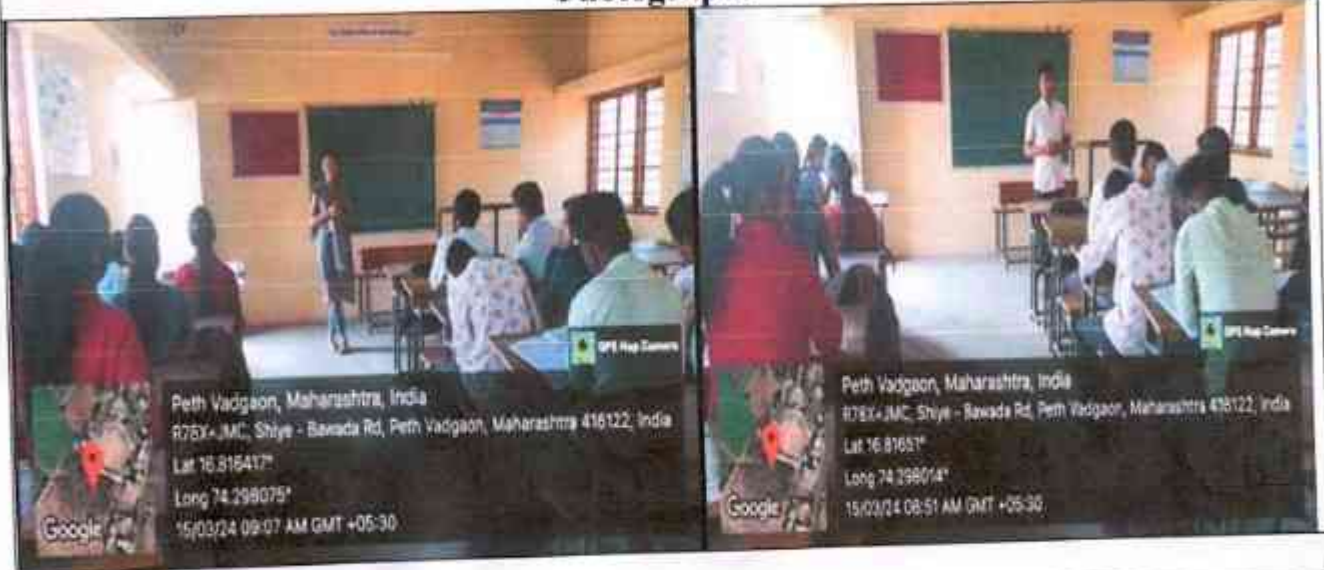 GPS Map Camera
Peth Vadgaon, Maharashtra, India
R78X+JMC, Shiye - Bawada Rd, Peth Vadgaon, Maharashtra 416122, India
Lat 16.816417°
Long 74.298075°
15/03/24 09:07 AM GMT +05:30
Google
GPS Map Camera
Peth Vadgaon, Maharashtra, India
R78X+JMC, Shiye - Bawada Rd, Peth Vadgaon, Maharashtra 416122, India
Lat 16.81651°
Long 74.298014°
15/03/24 08:51 AM GMT +05:30
Google